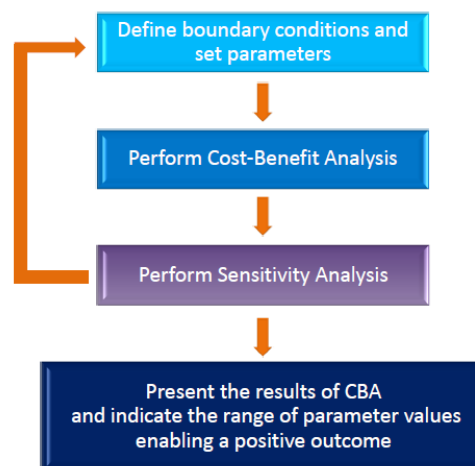 Define boundary conditions and
set parameters
Perform Cost-Benefit Analysis
Perform Sensitivity Analysis
Present the results of CBA
and indicate the range of parameter values
enabling a positive outcome